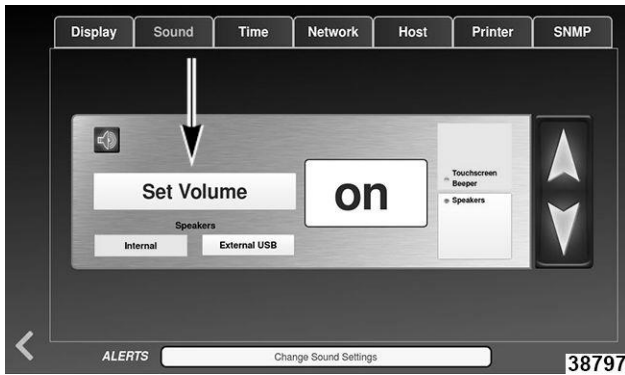 Display Sound Time Network Host Printer SNMP
Touchscreen
Beeper
Set Volume
on
Speakers
Speakers
Internal External USB
ALERTS Change Sound Settings
38797